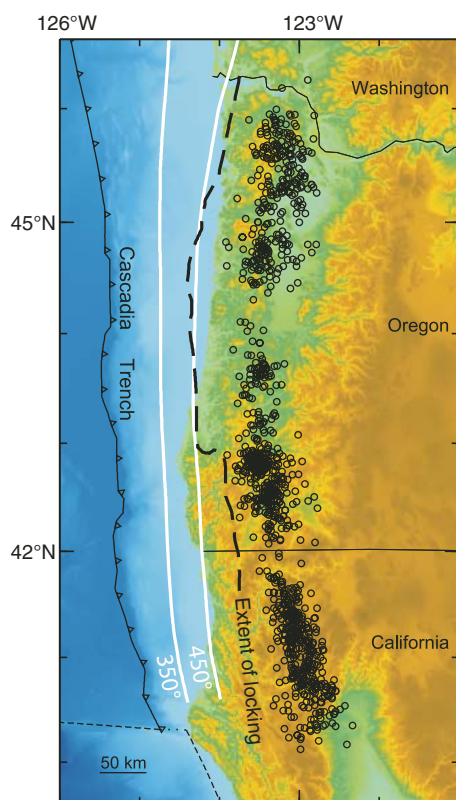 126°W
123°W
Washington
45°N
Cascadia
Trench
Oregon
42°N
Extent of locking
California
350°
450°
50 km